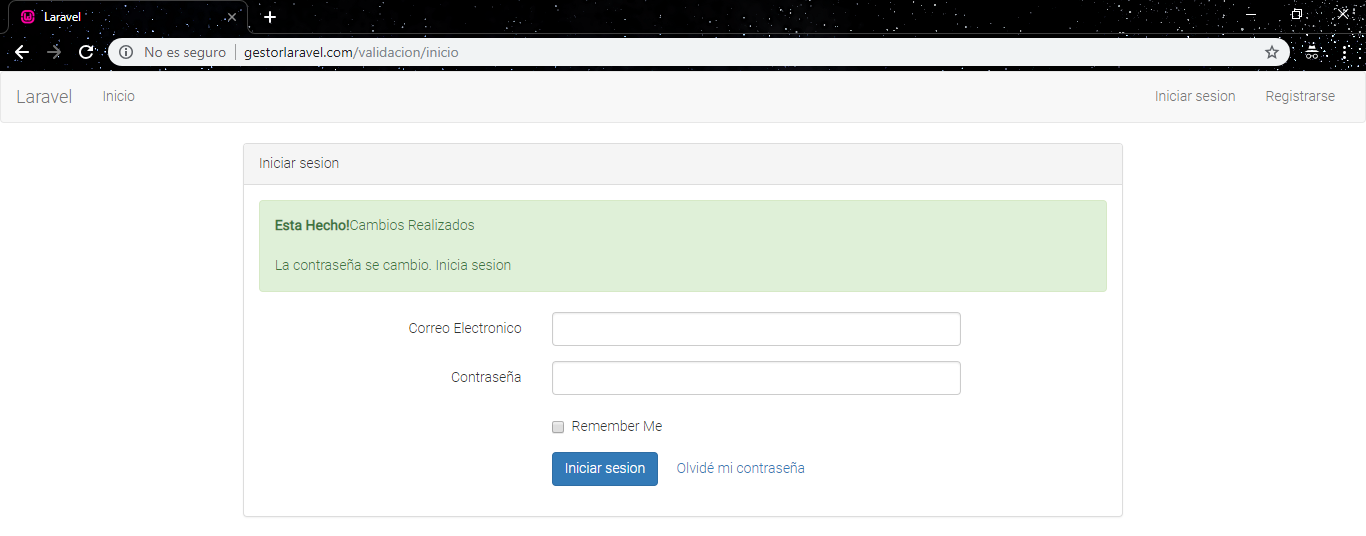 Laravel
No es seguro | gestorlaravel.com/validacion/inicio
Laravel Inicio Iniciar sesion Registrarse
Iniciar sesion
Esta Hecho!Cambios Realizados
La contraseña se cambio. Inicia sesion
Correo Electronico
Contraseña
Remember Me
Iniciar sesion Olvidé mi contraseña